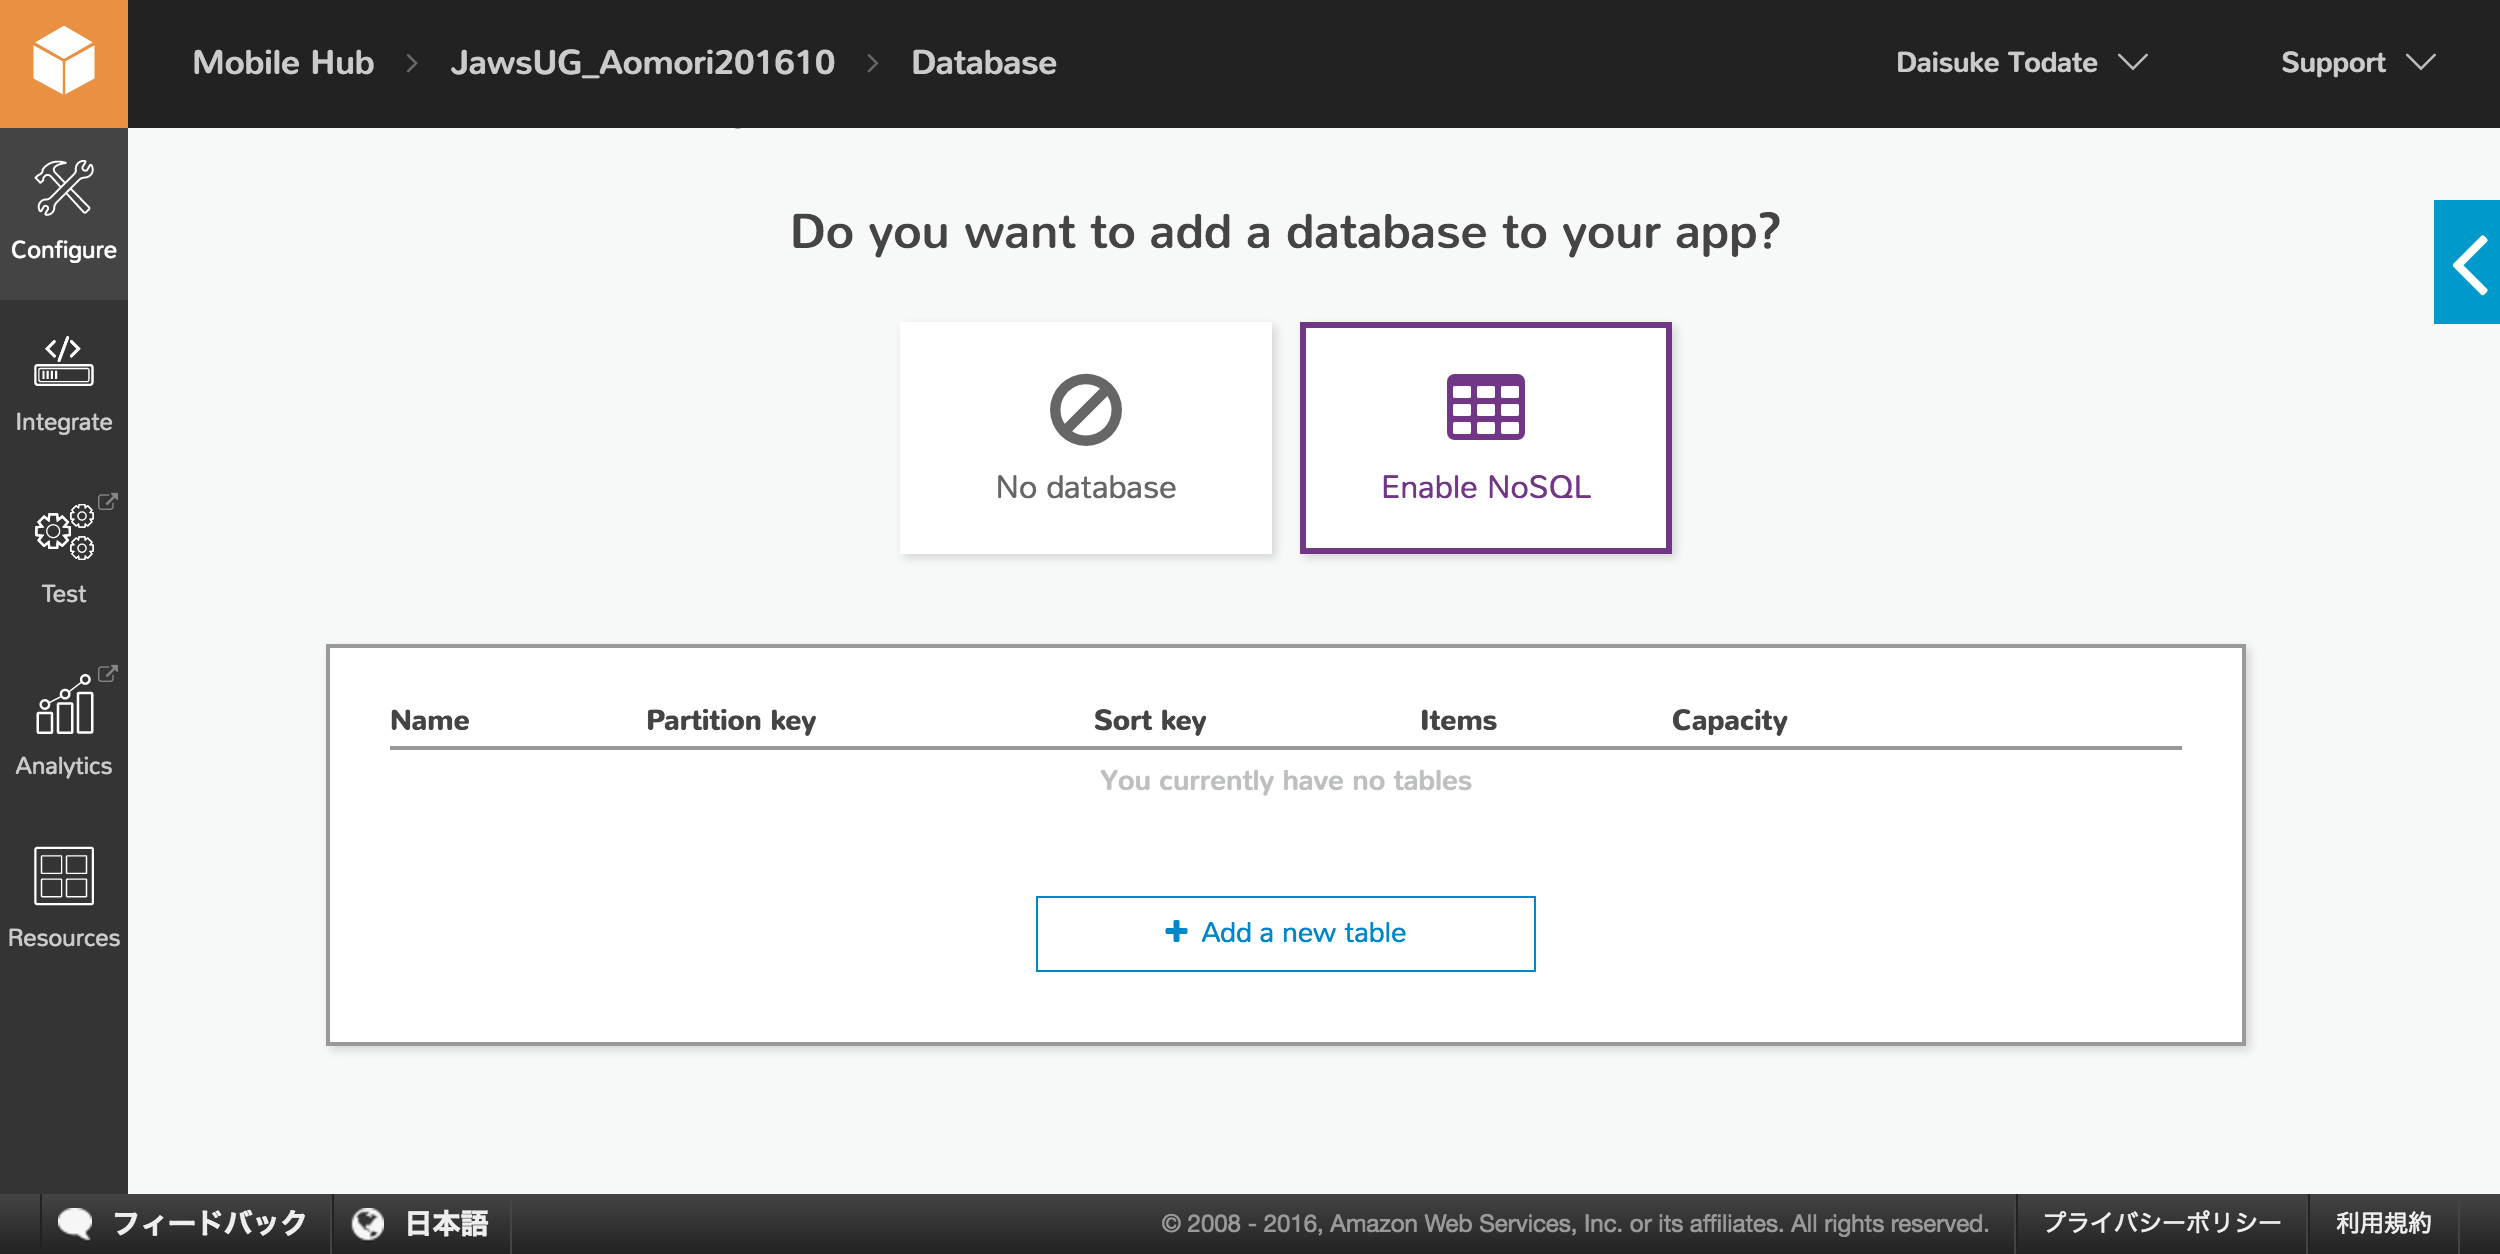 Mobile Hub > JawsUG_Aomori201610 > Database
Daisuke Todate
Support
Configure
Integrate
Test
Analytics
Resources
Do you want to add a database to your app?
No database
Enable NoSQL
Name Partition key Sort key Items Capacity
You currently have no tables
+ Add a new table
フィードバック
日本語
© 2008 - 2016, Amazon Web Services, Inc. or its affiliates. All rights reserved.
プライバシーポリシー
利用規約